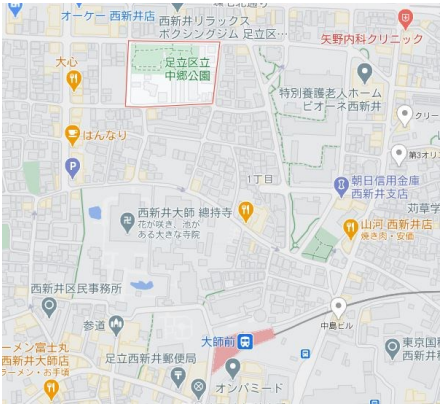 オーケー 西新井店
西新井リラックス
ボクシングジム 足立区…
矢野内科クリニック
足立区立
中郷公園
大心
特別養護老人ホーム
ピオーネ西新井
クリー
はんなり
第3オリ
P
1丁目
朝日信用金庫
西新井支店
西新井大師 總持寺
花が咲き、池が
ある大きな寺院
苅草学
山河 西新井店
焼き肉・安価
西新井区民事務所
中島ビル
参道
大師前
ーメン富士丸
西新井大師店
ラーメン・お手頃
足立西新井郵便局
東京国税
西新井
オンバミード